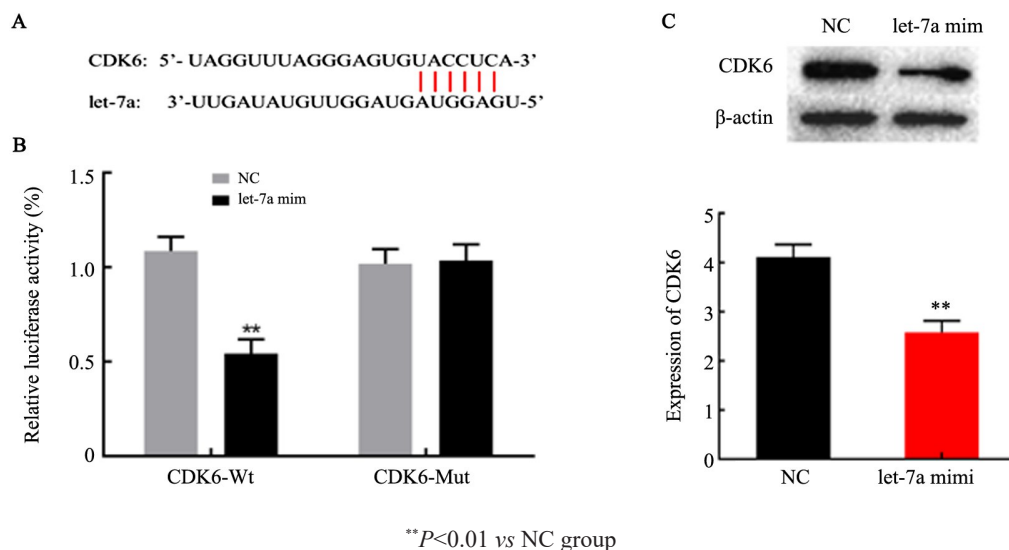 A
CDK6: 5’- UAGGUUUAGGGAGUGUACCUCA-3’
let-7a: 3’-UUGAUAUGUUGGAUGAUGGAGU-5’
B
Relative luciferase activity (%)
1.5
1.0
0.5
0
NC
let-7a mim
**
CDK6-Wt CDK6-Mut
C
NC let-7a mim
CDK6
β-actin
Expression of CDK6
5
4
3
2
1
0
**
NC let-7a mimi
**P<0.01 vs NC group